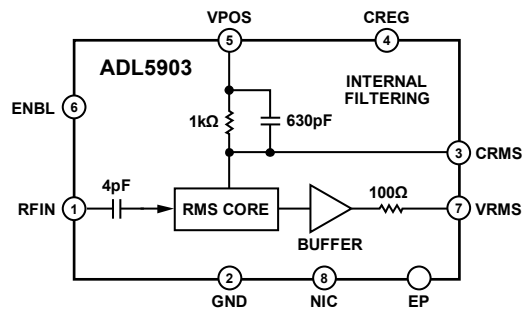 VPOS
CREG
5
4
ADL5903
INTERNAL
FILTERING
ENBL
6
1kΩ
630pF
3
CRMS
4pF
100Ω
RFIN
1
RMS CORE
7
VRMS
BUFFER
2
8
GND
NIC
EP